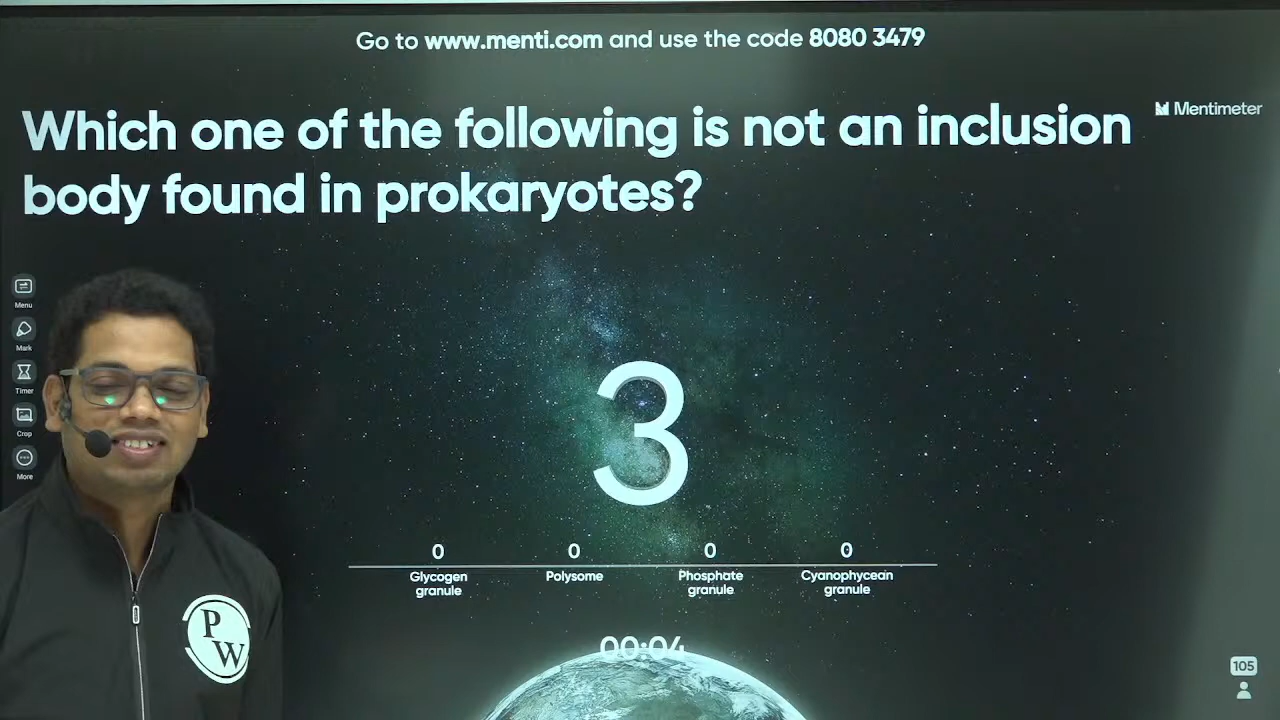 Go to www.menti.com and use the code 8080 3479
Mentimeter
Which one of the following is not an inclusion
body found in prokaryotes?
Menu
Mark
Timer
Crop
More
3
0 0 0 0
Glycogen granule
Polysome
Phosphate granule
Cyanophycean granule
00:04
P
W
105